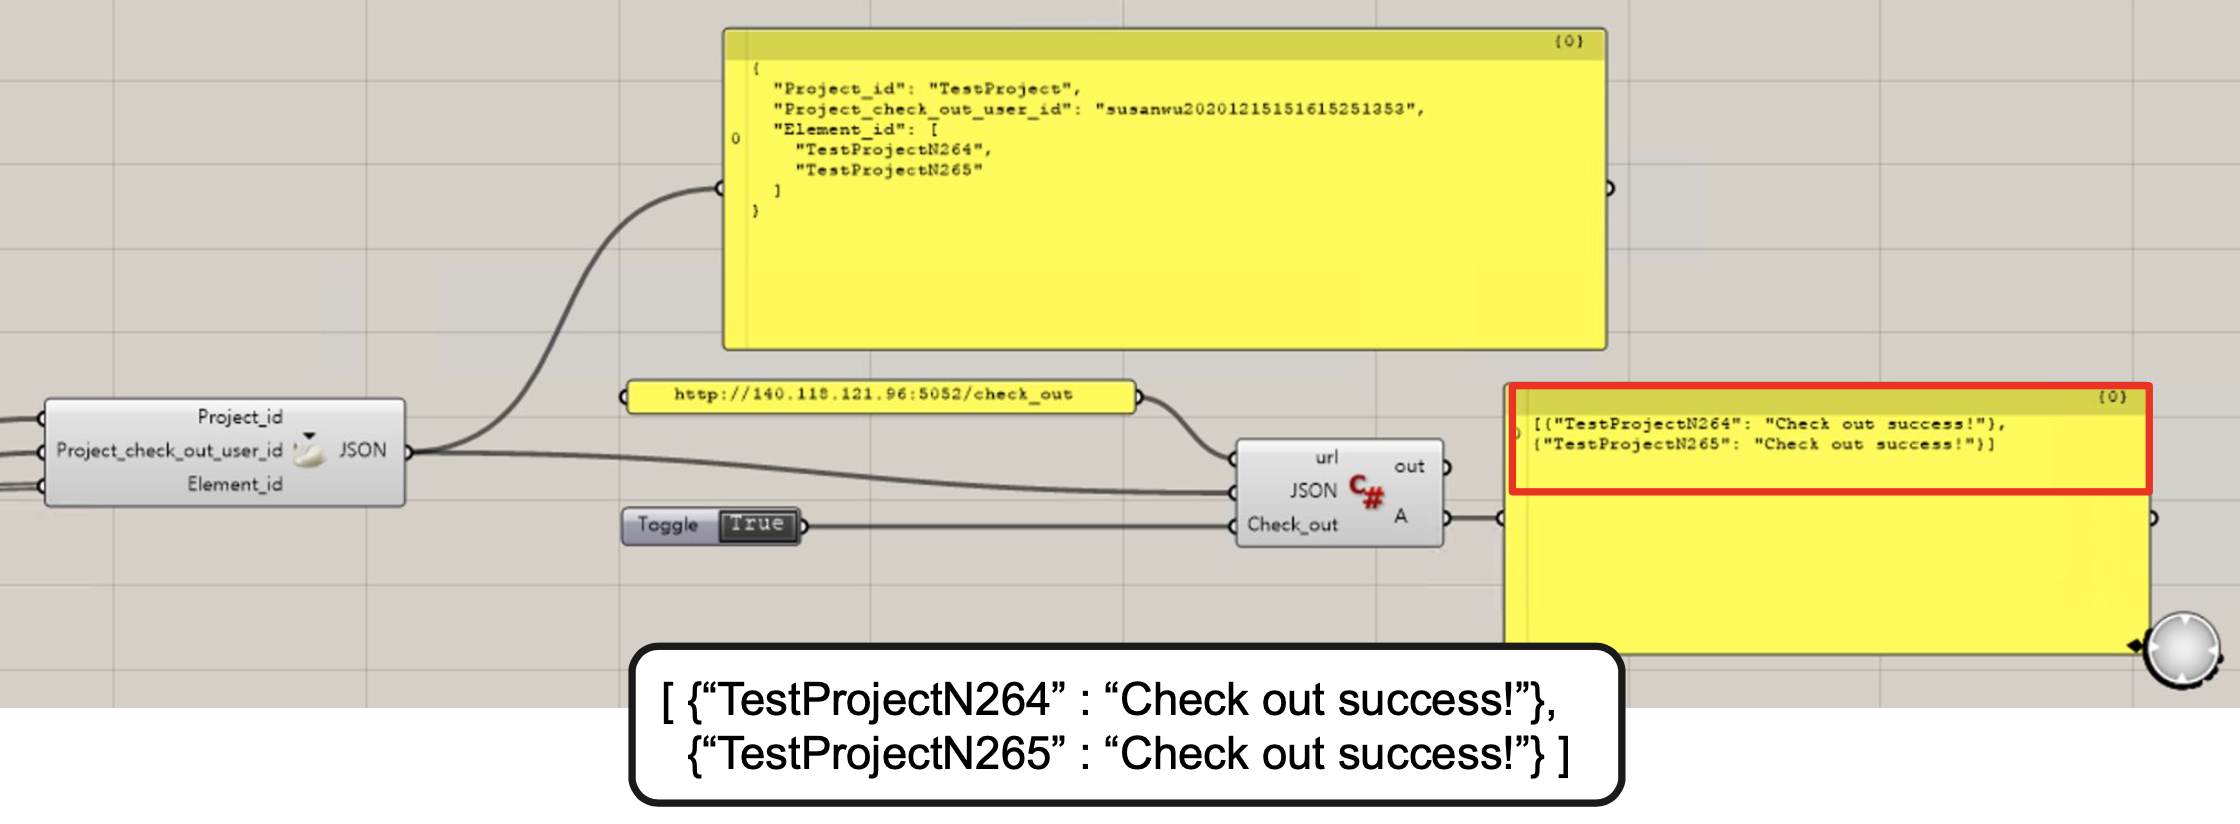 {0}
{
"Project_id": "TestProject",
"Project_check_out_user_id": "susanwu20201215151615251353",
"Element_id": [
0
"TestProjectN264",
"TestProjectN265"
]
}
http://140.118.121.96:5052/check_out
Project_id
Project_check_out_user_id JSON
Element_id
Toggle True
url out
JSON C#
Check_out A
{0}
[{"TestProjectN264": "Check out success!"},
0
{"TestProjectN265": "Check out success!"}]
[ {“TestProjectN264” : “Check out success!”},
{“TestProjectN265” : “Check out success!”} ]